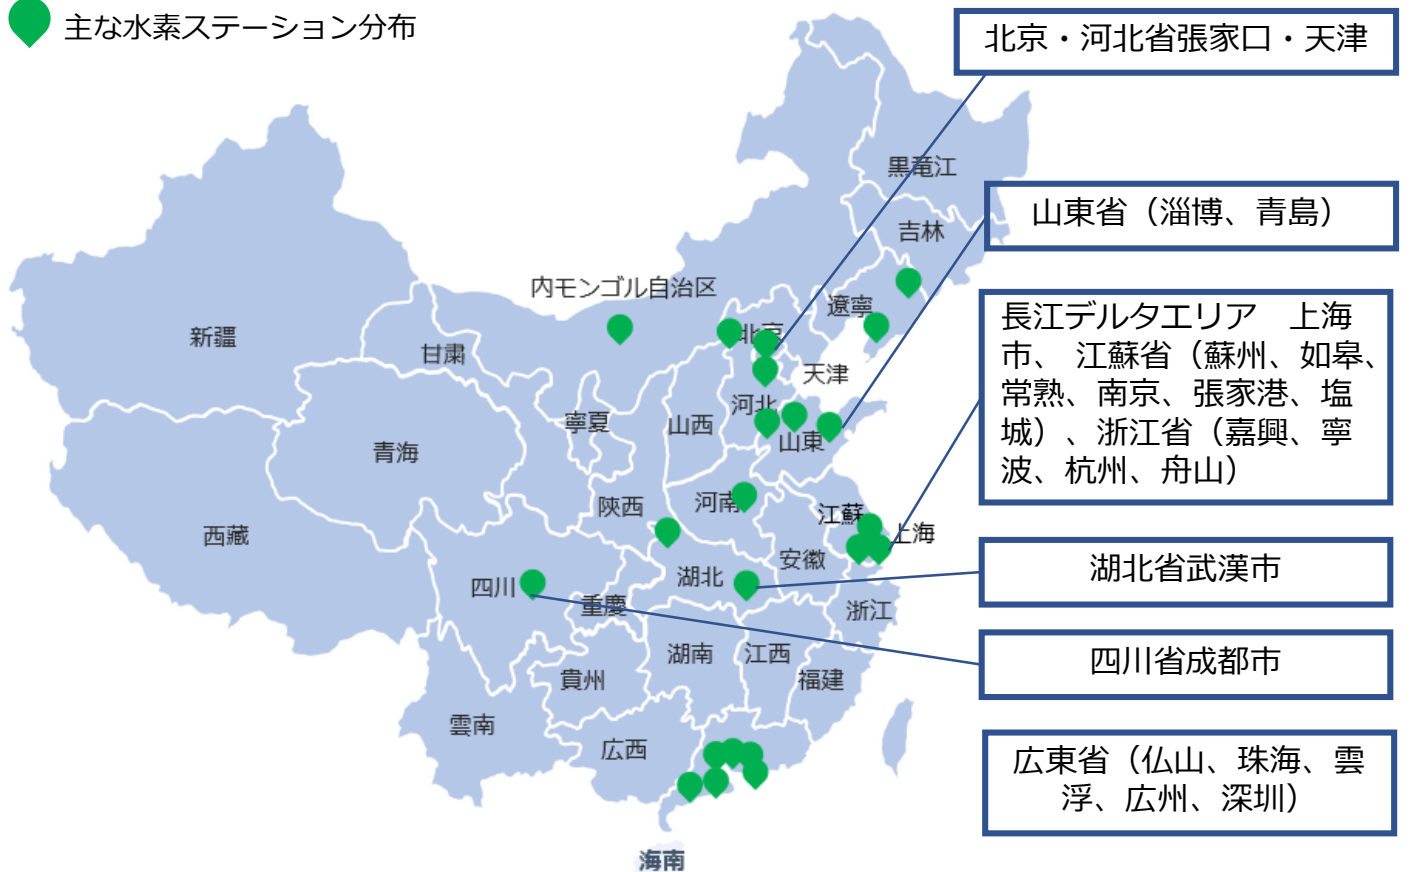 主な水素ステーション分布
北京・河北省張家口・天津
黒竜江
山東省（淄博、青島）
吉林
内モンゴル自治区
遼寧
長江デルタエリア　上海
市、 江蘇省（蘇州、如皋、
常熟、南京、張家港、塩
城）、浙江省（嘉興、寧
波、杭州、舟山）
新疆
甘粛
北京
天津
河北
寧夏
山西
山東
青海
陝西
河南
江蘇
上海
西藏
安徽
湖北
湖北省武漢市
四川
重慶
浙江
湖南
江西
四川省成都市
貴州
福建
雲南
広西
広東省（仏山、珠海、雲
浮、広州、深圳）
海南